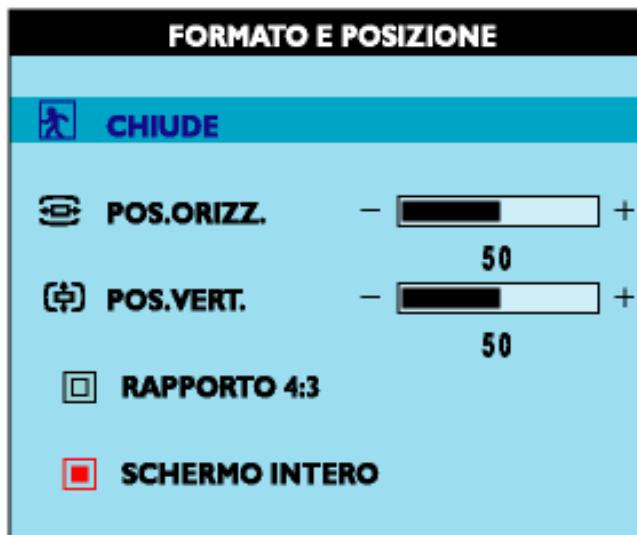 FORMATO E POSIZIONE
CHIUDE
POS.ORIZZ. - +
50
POS.VERT. - +
50
RAPPORTO 4:3
SCHERMO INTERO